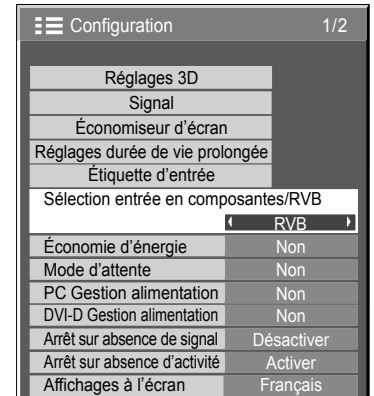 Configuration 1/2
Réglages 3D
Signal
Économiseur d'écran
Réglages durée de vie prolongée
Étiquette d'entrée
Sélection entrée en composantes/RVB
RVB
Économie d'énergie Non
Mode d'attente Non
PC Gestion alimentation Non
DVI-D Gestion alimentation Non
Arrêt sur absence de signal Désactiver
Arrêt sur absence d'activité Activer
Affichages à l'écran Français